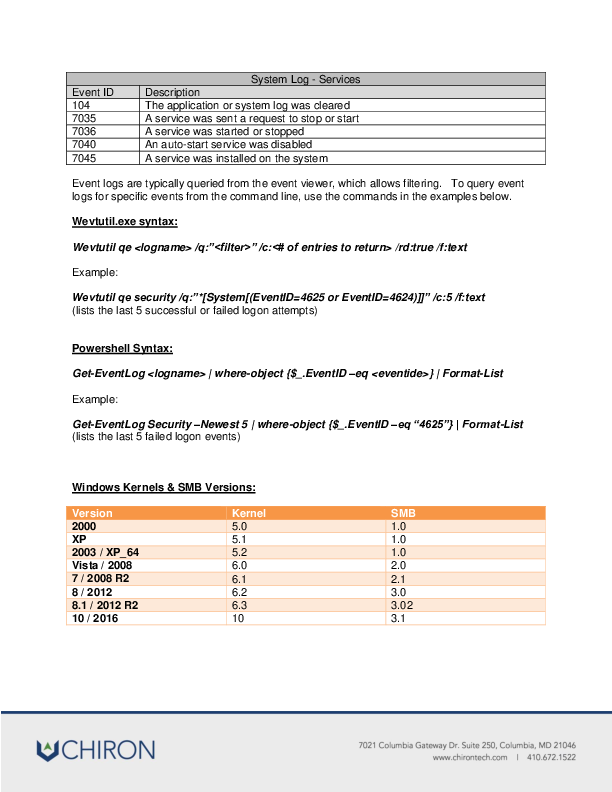 System Log - Services
Event ID Description
104 The application or system log was cleared
7035 A service was sent a request to stop or start
7036 A service was started or stopped
7040 An auto-start service was disabled
7045 A service was installed on the system
Event logs are typically queried from the event viewer, which allows filtering. To query event
logs for specific events from the command line, use the commands in the examples below.
Wevtutil.exe syntax:
Wevtutil qe <logname> /q:”<filter>” /c:<# of entries to return> /rd:true /f:text
Example:
Wevtutil qe security /q:”*[System[(EventID=4625 or EventID=4624)]]” /c:5 /f:text
(lists the last 5 successful or failed logon attempts)
Powershell Syntax:
Get-EventLog <logname> | where-object {$_.EventID –eq <eventide>} | Format-List
Example:
Get-EventLog Security –Newest 5 | where-object {$_.EventID –eq “4625”} | Format-List
(lists the last 5 failed logon events)
Windows Kernels & SMB Versions:
Version Kernel SMB
2000 5.0 1.0
XP 5.1 1.0
2003 / XP_64 5.2 1.0
Vista / 2008 6.0 2.0
7 / 2008 R2 6.1 2.1
8 / 2012 6.2 3.0
8.1 / 2012 R2 6.3 3.02
10 / 2016 10 3.1
CHIRON
7021 Columbia Gateway Dr. Suite 250, Columbia, MD 21046
www.chirontech.com | 410.672.1522